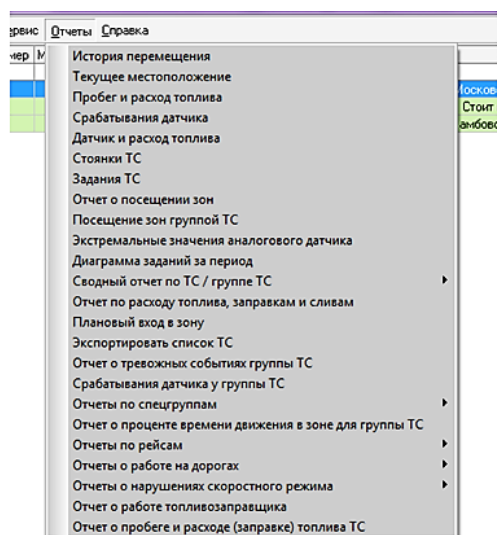 Отчеты Справка
История перемещения
Текущее местоположение
Пробег и расход топлива
Срабатывания датчика
Датчик и расход топлива
Стоянки ТС
Задания ТС
Отчет о посещении зон
Посещение зон группой ТС
Экстремальные значения аналогового датчика
Диаграмма заданий за период
Сводный отчет по ТС / группе ТС
Отчет по расходу топлива, заправкам и сливам
Плановый вход в зону
Экспортировать список ТС
Отчет о тревожных событиях группы ТС
Срабатывания датчика у группы ТС
Отчеты по спецгруппам
Отчет о проценте времени движения в зоне для группы ТС
Отчеты по рейсам
Отчеты о работе на дорогах
Отчеты о нарушениях скоростного режима
Отчет о работе топливозаправщика
Отчет о пробеге и расходе (заправке) топлива ТС
Стоит